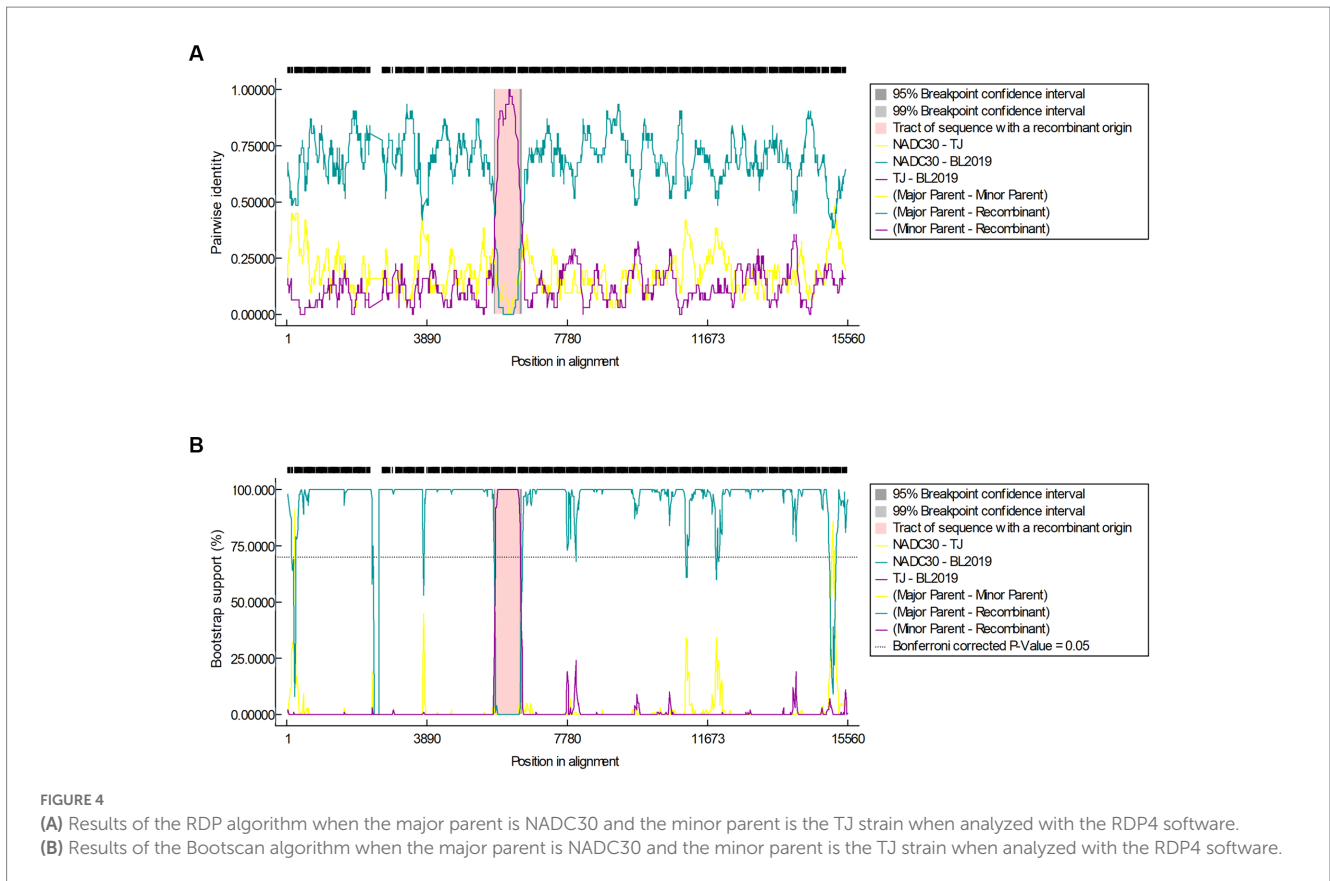 A
1.00000
0.75000
0.50000
0.25000
0.00000
Pairwise identity
1
3890
7780
11673
15560
Position in alignment
95% Breakpoint confidence interval
99% Breakpoint confidence interval
Tract of sequence with a recombinant origin
NADC30 - TJ
NADC30 - BL2019
TJ - BL2019
(Major Parent - Minor Parent)
(Major Parent - Recombinant)
(Minor Parent - Recombinant)
B
100.000
75.0000
50.0000
25.0000
0.00000
Bootstrap support (%)
1
3890
7780
11673
15560
Position in alignment
95% Breakpoint confidence interval
99% Breakpoint confidence interval
Tract of sequence with a recombinant origin
NADC30 - TJ
NADC30 - BL2019
TJ - BL2019
(Major Parent - Minor Parent)
(Major Parent - Recombinant)
(Minor Parent - Recombinant)
Bonferroni corrected P-Value = 0.05
FIGURE 4
(A) Results of the RDP algorithm when the major parent is NADC30 and the minor parent is the TJ strain when analyzed with the RDP4 software.
(B) Results of the Bootscan algorithm when the major parent is NADC30 and the minor parent is the TJ strain when analyzed with the RDP4 software.